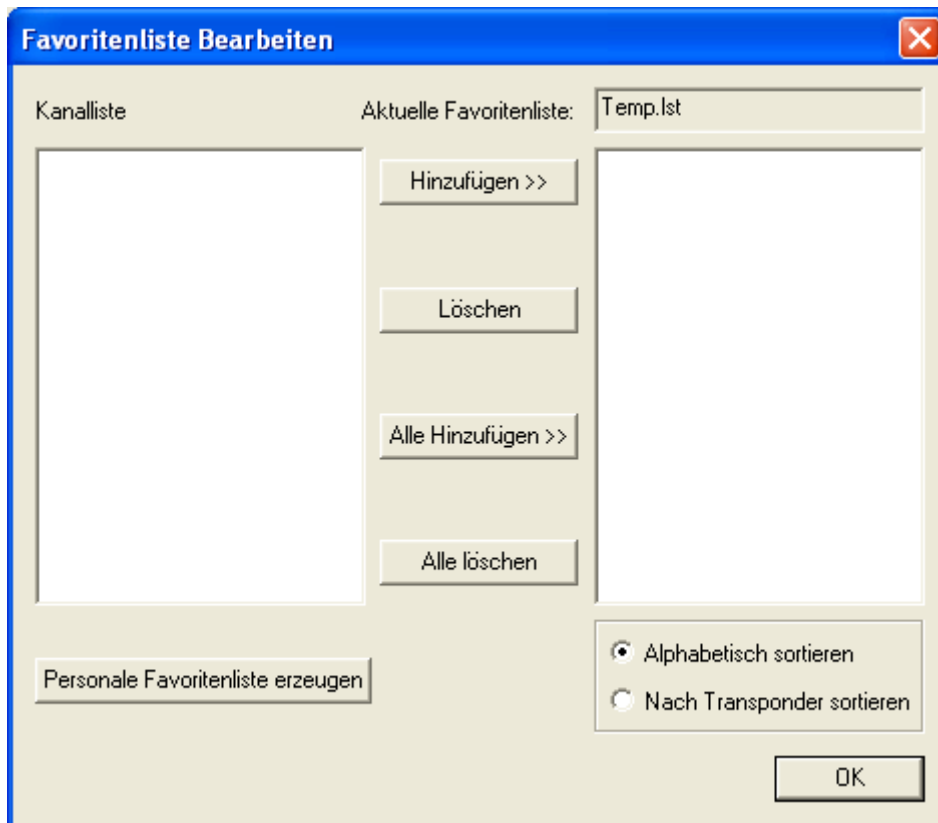 Favoritenliste Bearbeiten
Kanalliste
Aktuelle Favoritenliste:
Temp.lst
Hinzufügen >>
Löschen
Alle Hinzufügen >>
Alle löschen
Personale Favoritenliste erzeugen
Alphabetisch sortieren
Nach Transponder sortieren
OK